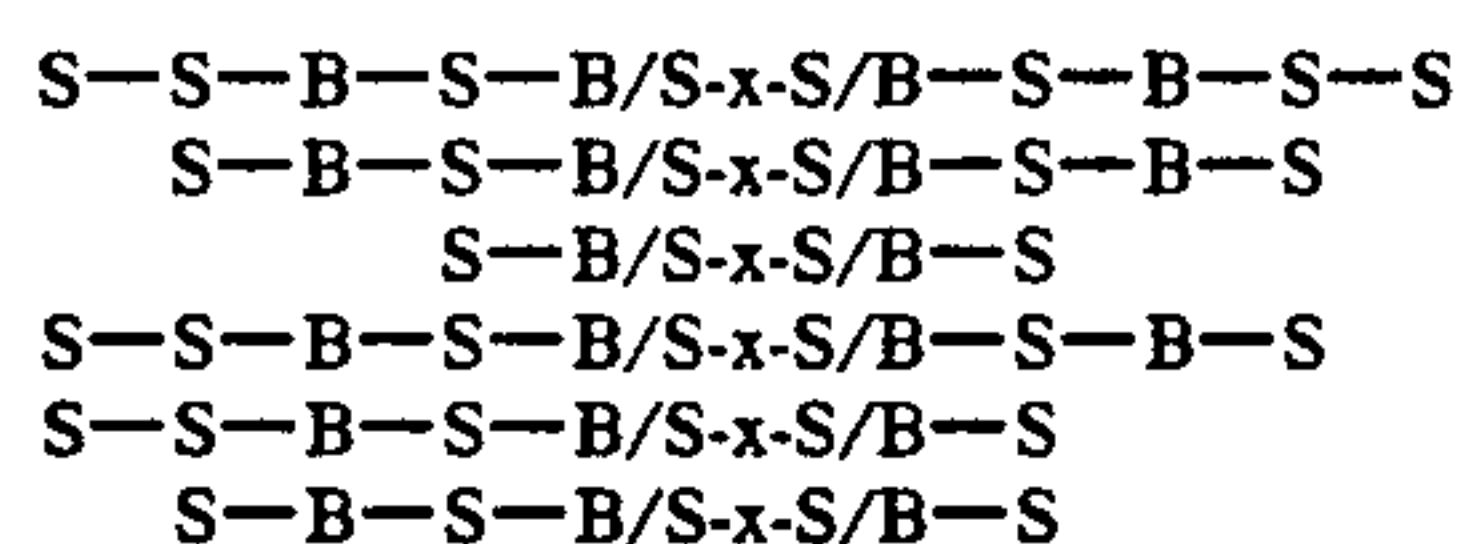 S—S—B—S—B/S-x-S/B—S—B—S—S
S—B—S—B/S-x-S/B—S—B—S
S—B/S-x-S/B—S
S—S—B—S—B/S-x-S/B—S—B—S
S—S—B—S—B/S-x-S/B—S
S—B—S—B/S-x-S/B—S